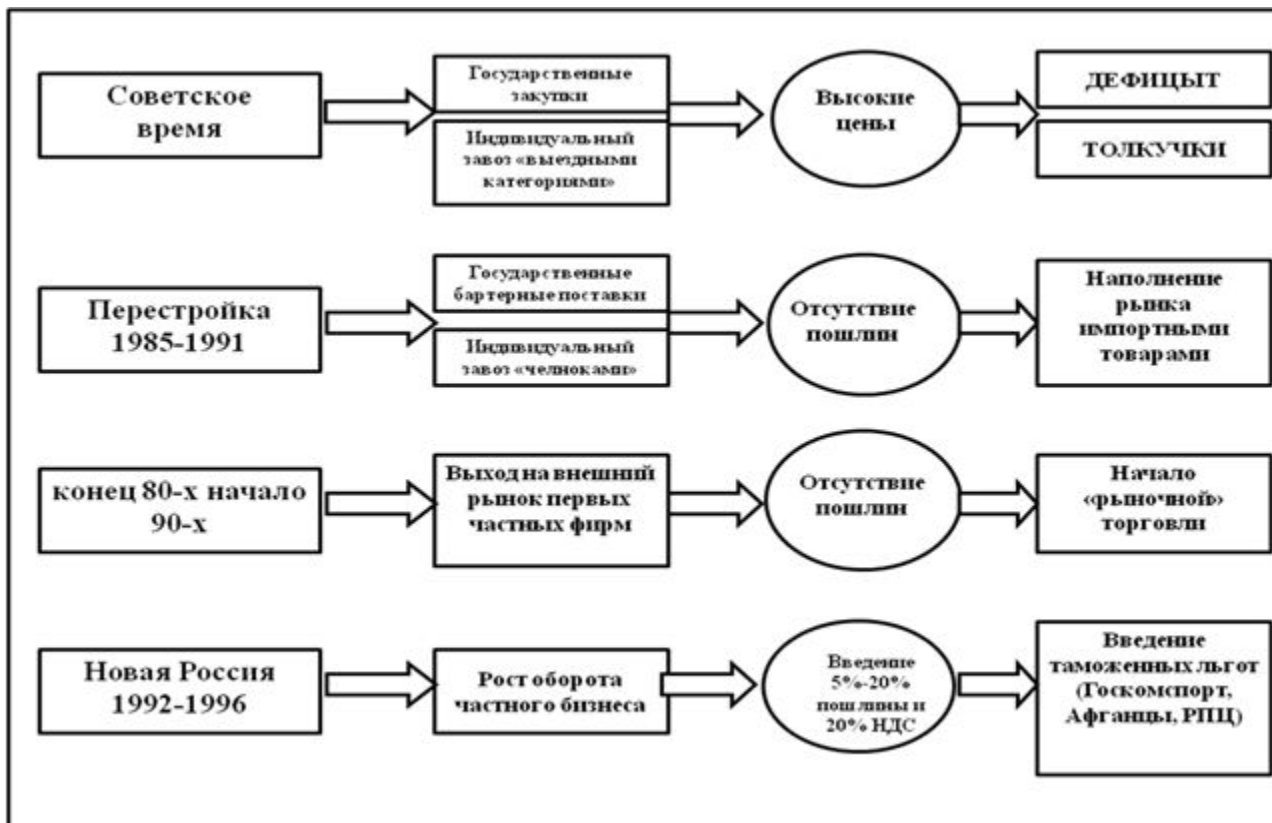 Советское
время
Государственные
закупки
Индивидуальный
завоз «выездными
категориями»
Высокие
цены
ДЕФИЦЫТ
ТОЛКУЧКИ
Перестройка
1985-1991
Государственные
бартерные поставки
Индивидуальный
завоз «челноками»
Отсутствие
пошлин
Наполнение
рынка
импортными
товарами
конец 80-х начало
90-х
Выход на внешний
рынок первых
частных фирм
Отсутствие
пошлин
Начало
«рыночной»
торговли
Новая Россия
1992-1996
Рост оборота
частного бизнеса
Введение
5%-20%
пошлины и
20% НДС
Введение
таможенных льгот
(Госкомспорт,
Афганцы, РПЦ)